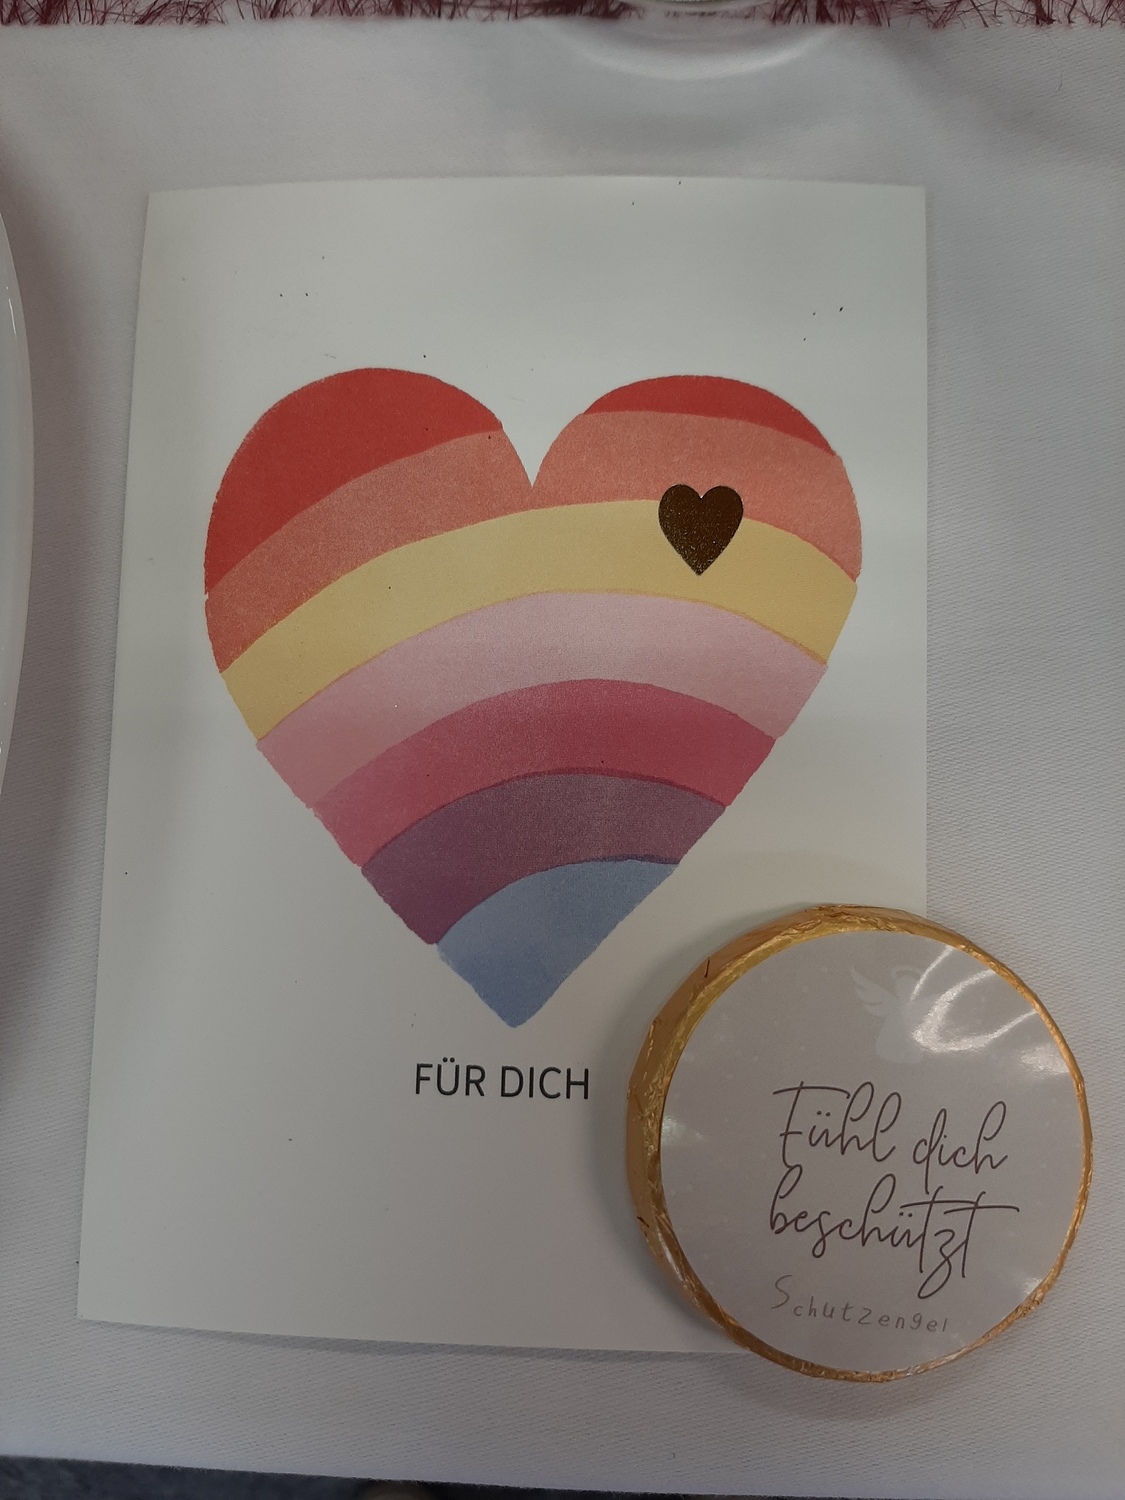 FÜR DICH
Fühl dich
beschützt
Schutzengel